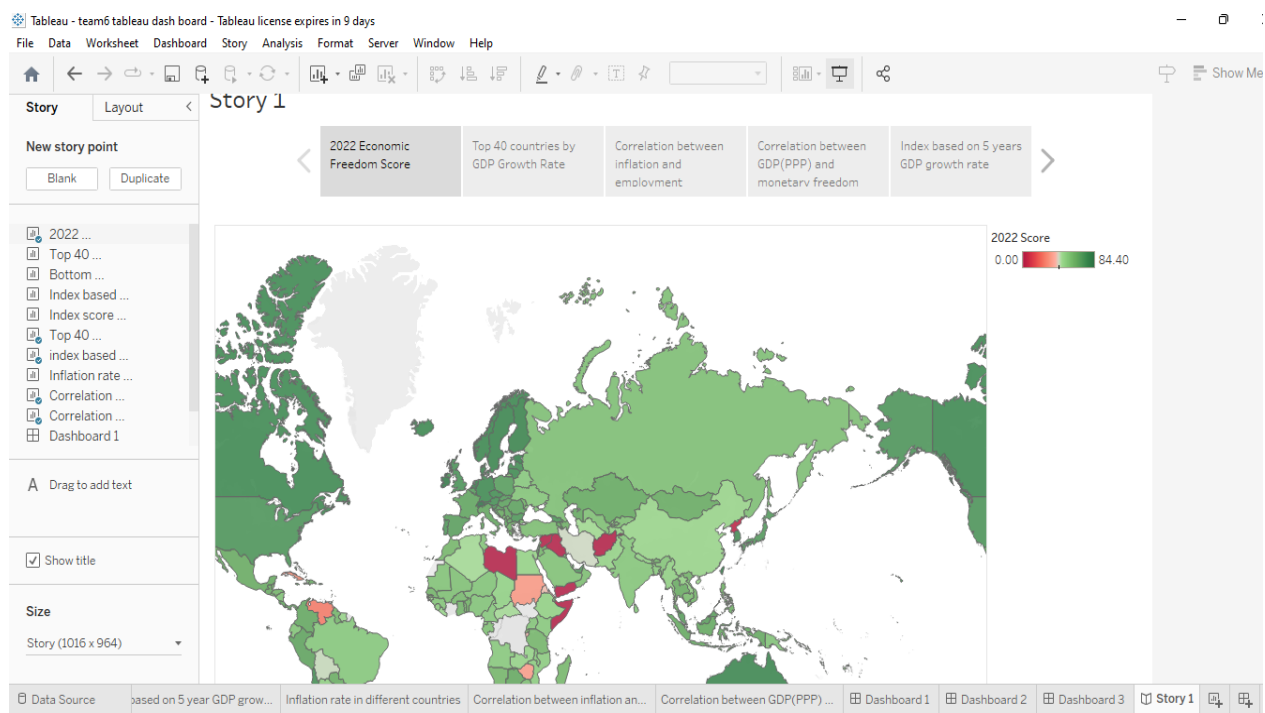 Tableau - team6 tableau dash board - Tableau license expires in 9 days
File Data Worksheet Dashboard Story Analysis Format Server Window Help
Show Me
Story Layout
Story 1
New story point
Blank Duplicate
2022 Economic
Freedom Score
Top 40 countries by
GDP Growth Rate
Correlation between
inflation and
employment
Correlation between
GDP(PPP) and
monetary freedom
Index based on 5 years
GDP growth rate
2022 ...
Top 40 ...
Bottom ...
Index based ...
Index score ...
Top 40 ...
index based ...
Inflation rate ...
Correlation ...
Correlation ...
Dashboard 1
2022 Score
0.00 84.40
A Drag to add text
Show title
Size
Story (1016 x 964)
Data Source based on 5 year GDP grow... Inflation rate in different countries Correlation between inflation an... Correlation between GDP(PPP) ... Dashboard 1 Dashboard 2 Dashboard 3 Story 1